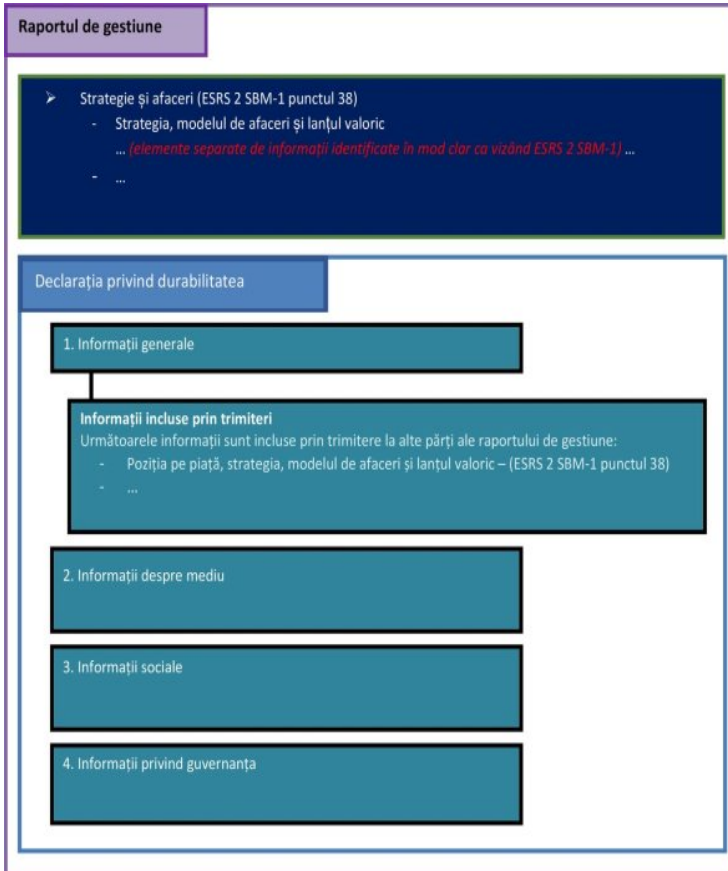 Raportul de gestiune
➢ Strategie și afaceri (ESRS 2 SBM-1 punctul 38)
- Strategia, modelul de afaceri și lanțul valoric
... (elemente separate de informații identificate în mod clar ca vizând ESRS 2 SBM-1) ...
- ...
Declarația privind durabilitatea
1. Informații generale
Informații incluse prin trimiteri
Următoarele informații sunt incluse prin trimitere la alte părți ale raportului de gestiune:
- Poziția pe piață, strategia, modelul de afaceri și lanțul valoric – (ESRS 2 SBM-1 punctul 38)
- ...
2. Informații despre mediu
3. Informații sociale
4. Informații privind guvernanța